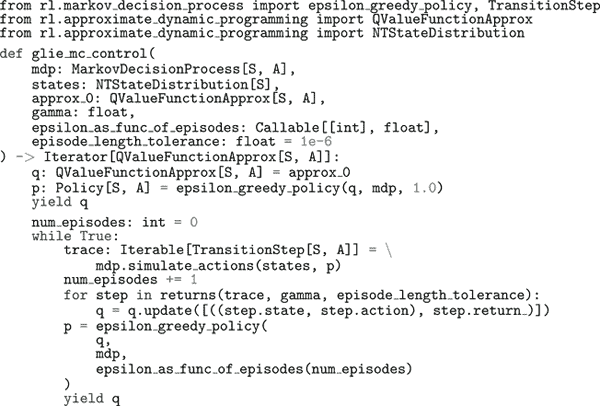 from rl.markov_decision_process import epsilon_greedy_policy, TransitionStep
from rl.approximate_dynamic_programming import QValueFunctionApprox
from rl.approximate_dynamic_programming import NTStateDistribution
def glie_mc_control(
    mdp: MarkovDecisionProcess[S, A],
    states: NTStateDistribution[S],
    approx_0: QValueFunctionApprox[S, A],
    gamma: float,
    epsilon_as_func_of_episodes: Callable[[int], float],
    episode_length_tolerance: float = 1e-6
) -> Iterator[QValueFunctionApprox[S, A]]:
    q: QValueFunctionApprox[S, A] = approx_0
    p: Policy[S, A] = epsilon_greedy_policy(q, mdp, 1.0)
    yield q
    num_episodes: int = 0
    while True:
        trace: Iterable[TransitionStep[S, A]] = \
            mdp.simulate_actions(states, p)
        num_episodes += 1
        for step in returns(trace, gamma, episode_length_tolerance):
            q = q.update([((step.state, step.action), step.return_)])
        p = epsilon_greedy_policy(
            q,
            mdp,
            epsilon_as_func_of_episodes(num_episodes)
        )
        yield q